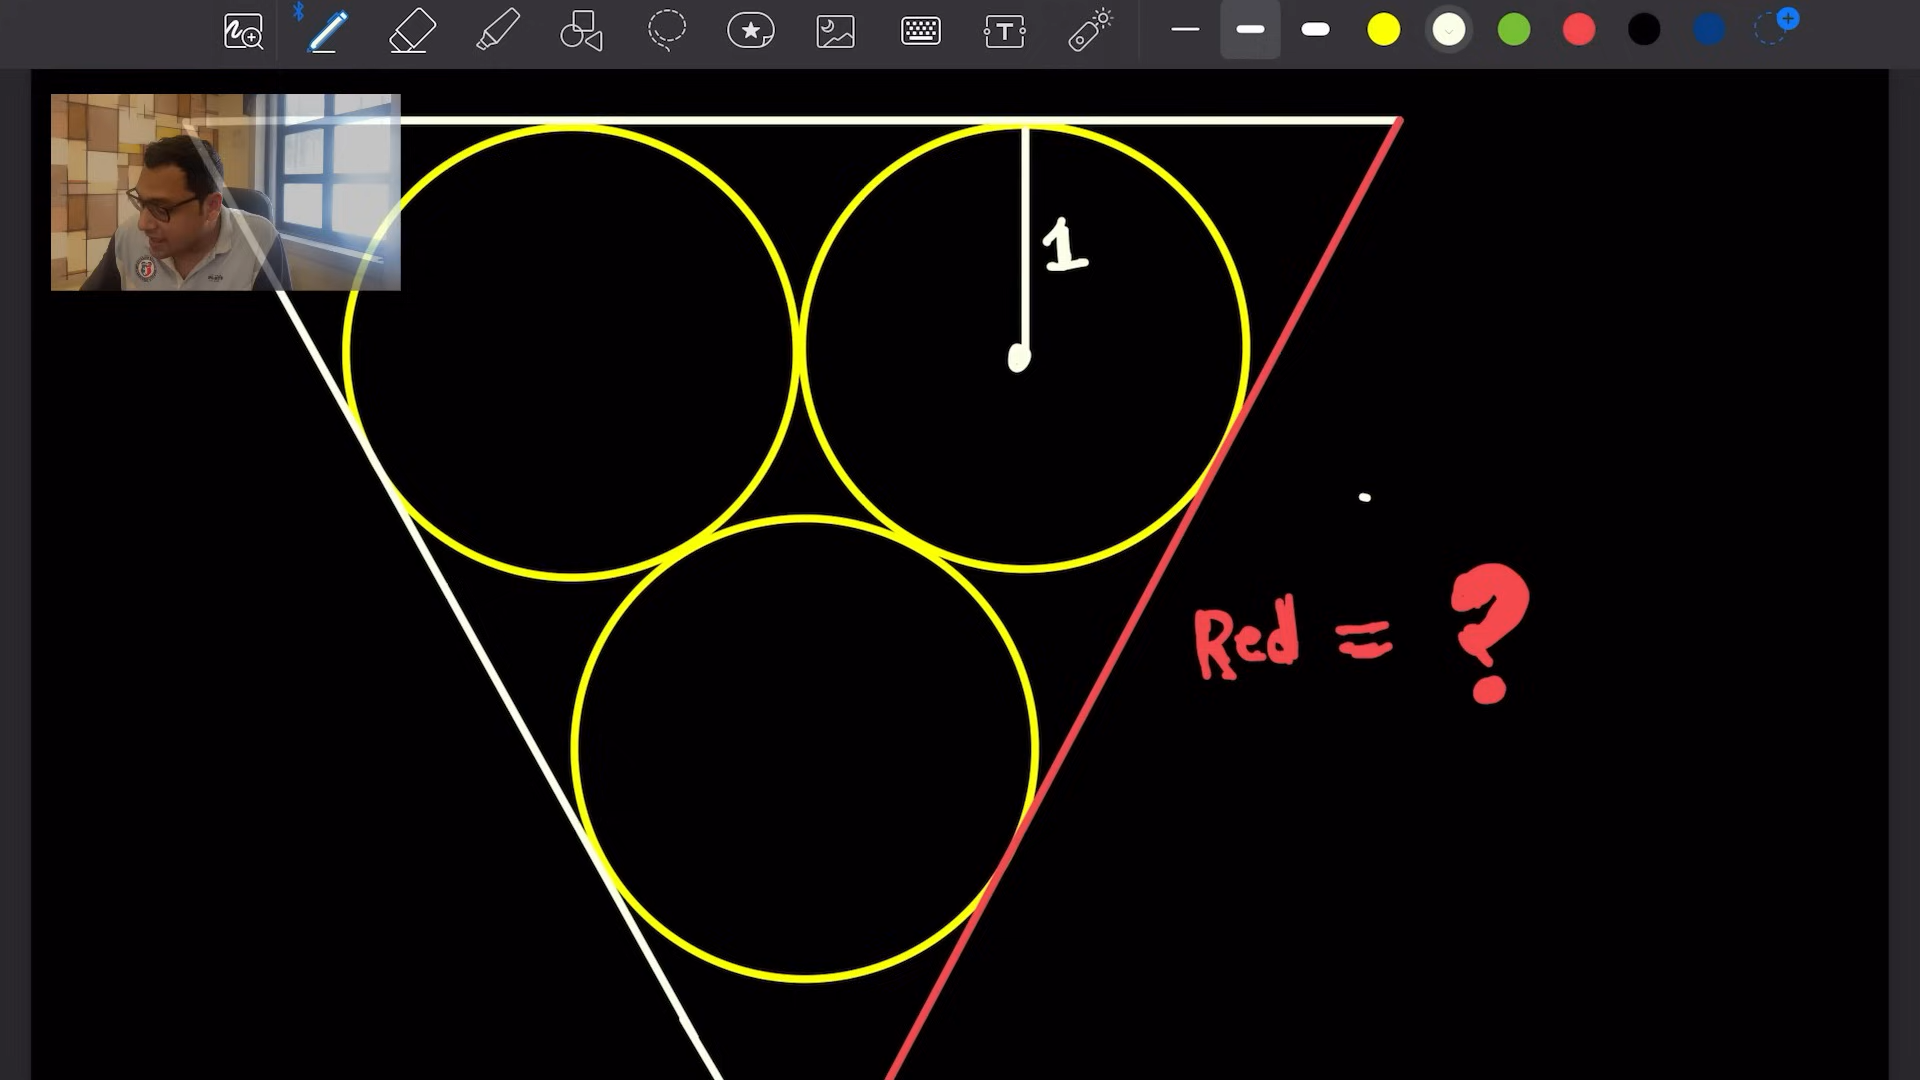 T
1
Red = ?